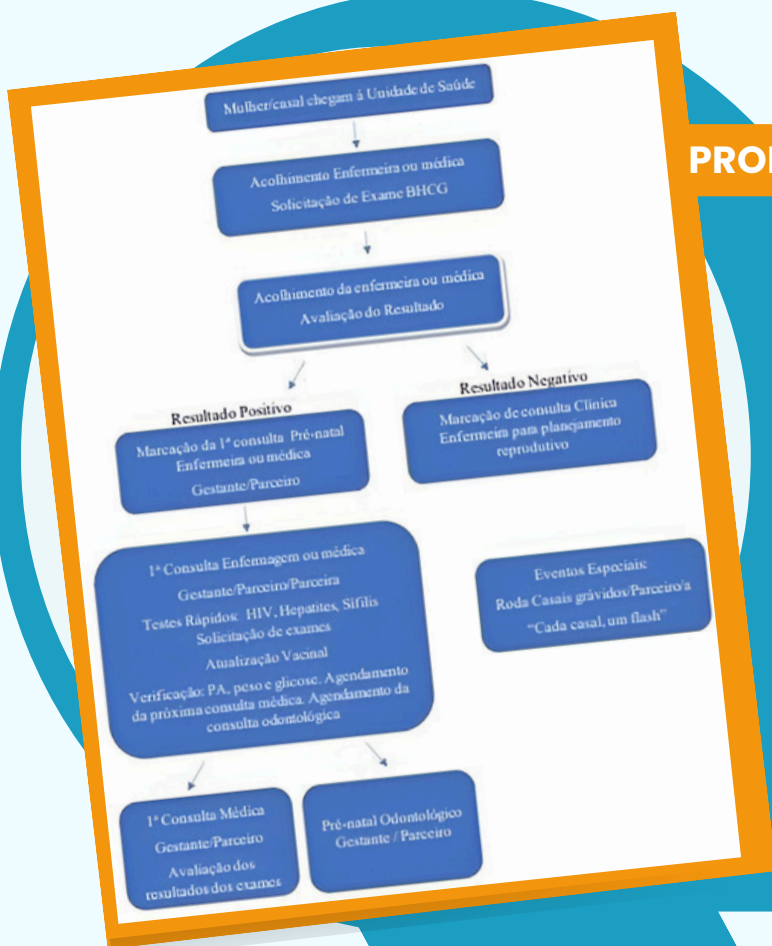 Mulher/casal chegam à Unidade de Saúde
PROI
Acolhimento Enfermeira ou médica
Solicitação de Exame BHCG
Acolhimento da enfermeira ou médica
Avaliação do Resultado
Resultado Positivo
Marcação da 1ª consulta Pré-natal
Enfermeira ou médica
Gestante/Parceiro
Resultado Negativo
Marcação de consulta Clínica
Enfermeira para planejamento
reprodutivo
1ª Consulta Enfermagem ou médica
Gestante/Parceiro/Parceira
Testes Rápidos: HIV, Hepatites, Sífilis
Solicitação de exames
Atualização Vacinal
Verificação: PA, peso e glicose. Agendamento
da próxima consulta médica. Agendamento da
consulta odontológica
Eventos Especiais:
Roda Casais grávidos/Parceiro/a
“Cada casal, um flash”
1ª Consulta Médica
Gestante/Parceiro
Avaliação dos
resultados dos exames
Pré-natal Odontológico
Gestante / Parceiro